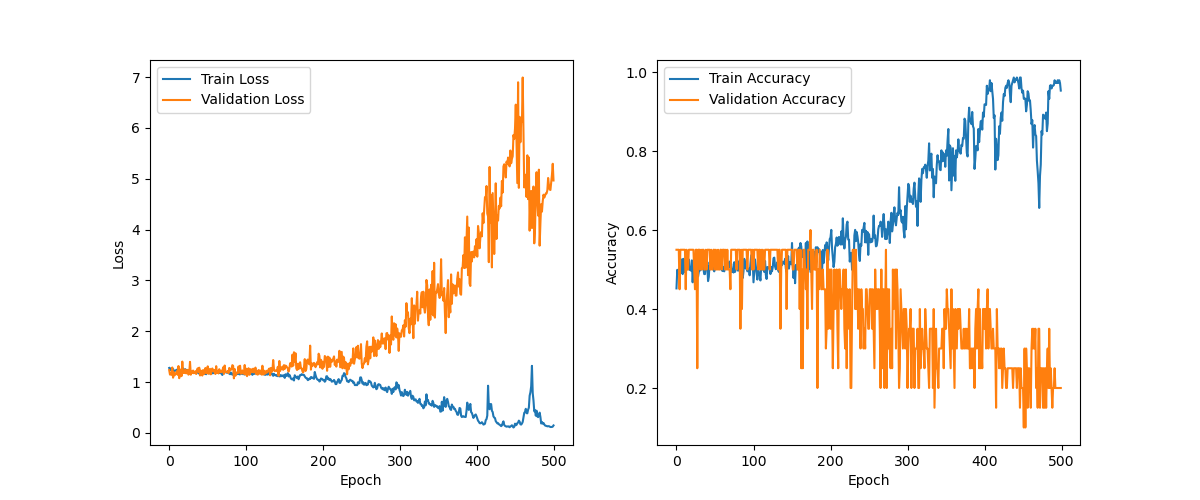 Train Loss
Validation Loss
7
6
5
4
3
2
1
0
Loss
0 100 200 300 400 500
Epoch
Train Accuracy
Validation Accuracy
1.0
0.8
0.6
0.4
0.2
Accuracy
0 100 200 300 400 500
Epoch